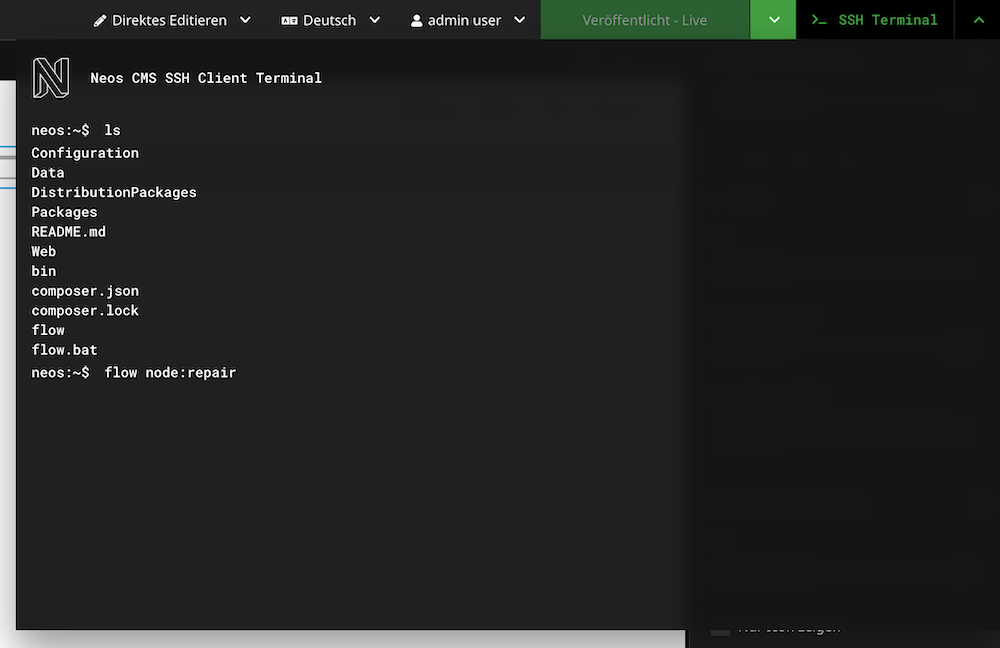 Direktes Editieren Deutsch admin user Veröffentlicht - Live >_ SSH Terminal
Neos CMS SSH Client Terminal
neos:~$ ls
Configuration
Data
DistributionPackages
Packages
README.md
Web
bin
composer.json
composer.lock
flow
flow.bat
neos:~$ flow node:repair